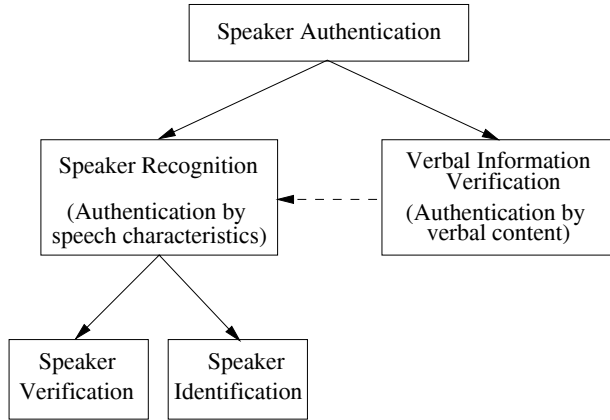 Speaker Authentication
Speaker Recognition
(Authentication by
speech characteristics)
Verbal Information
Verification
(Authentication by
verbal content)
Speaker
Verification
Speaker
Identification